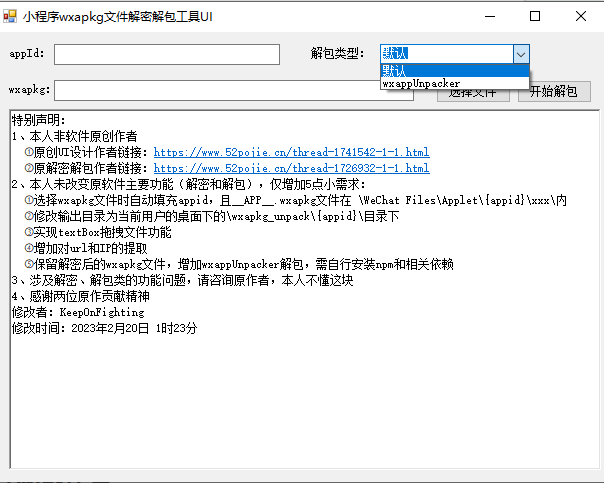 小程序wxapkg文件解密解包工具UI
appId:
解包类型:
默认
默认
wxappUnpacker
wxapkg:
选择文件
开始解包
特别声明:
1、本人非软件原创作者
①原创UI设计作者链接: https://www.52pojie.cn/thread-1741542-1-1.html
②原解密解包作者链接: https://www.52pojie.cn/thread-1726932-1-1.html
2、本人未改变原软件主要功能（解密和解包），仅增加5点小需求:
①选择wxapkg文件时自动填充appid，且__APP__.wxapkg文件在 \WeChat Files\Applet\{appid}\xxx\内
②修改输出目录为当前用户的桌面下的\wxapkg_unpack\{appid}\目录下
③实现textBox拖拽文件功能
④增加对url和IP的提取
⑤保留解密后的wxapkg文件，增加wxappUnpacker解包，需自行安装npm和相关依赖
3、涉及解密、解包类的功能问题，请咨询原作者，本人不懂这块
4、感谢两位原作贡献精神
修改者: KeepOnFighting
修改时间: 2023年2月20日 1时23分